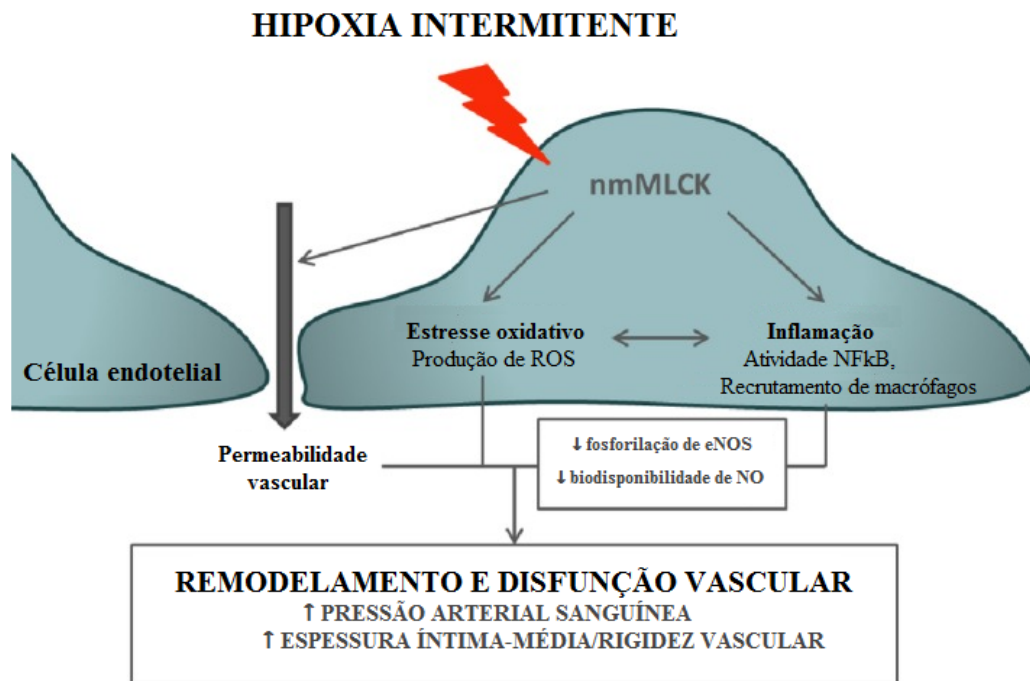 HIPOXIA INTERMITENTE
nmMLCK
Estresse oxidativo
Produção de ROS
Inflamação
Atividade NFkB,
Recrutamento de macrófagos
Célula endotelial
Permeabilidade
vascular
↓ fosforilação de eNOS
↓ biodisponibilidade de NO
REMODELAMENTO E DISFUNÇÃO VASCULAR
↑ PRESSÃO ARTERIAL SANGUÍNEA
↑ ESPESSURA ÍNTIMA-MÉDIA/RIGIDEZ VASCULAR